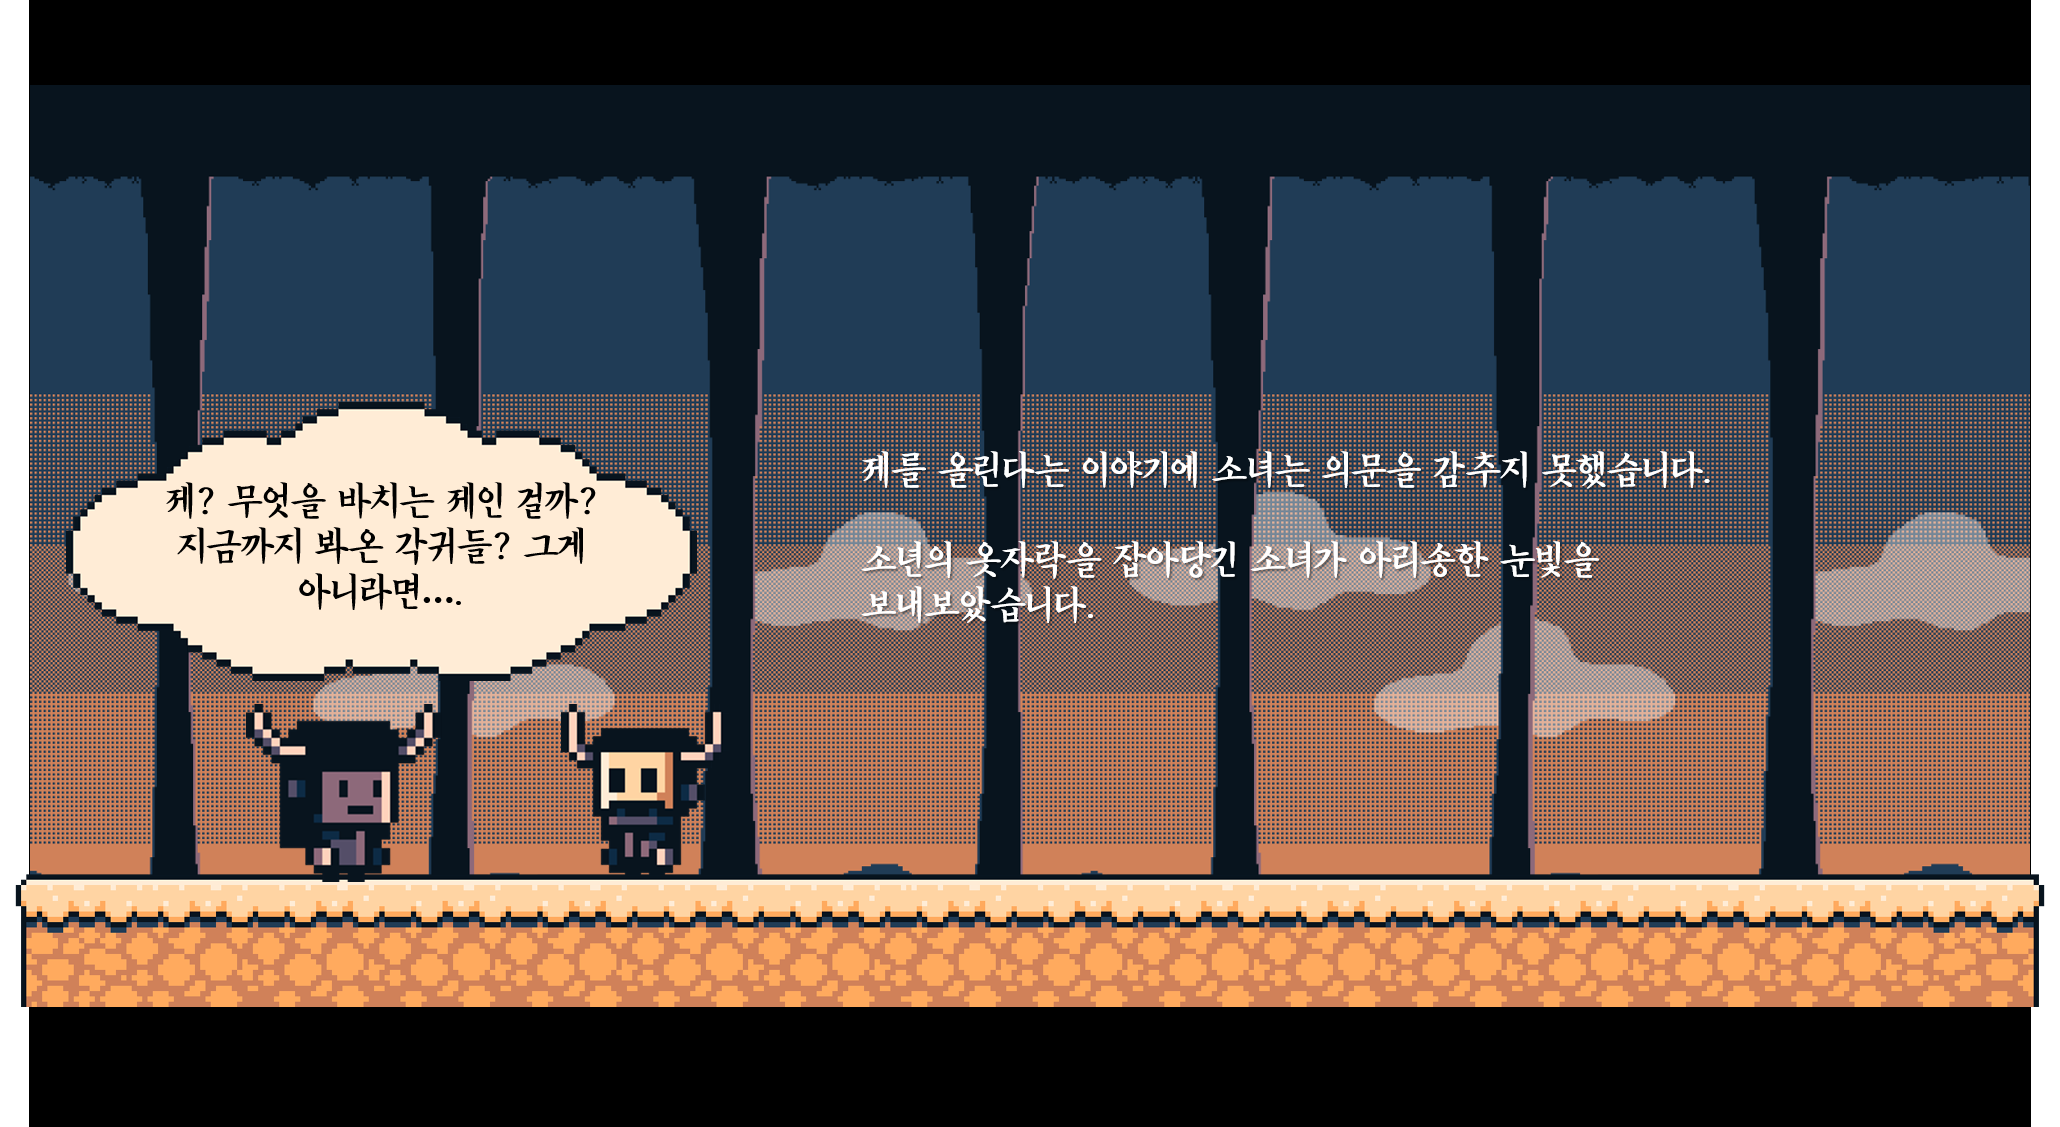 제? 무엇을 바치는 제인 걸까?
지금까지 봐온 각귀들? 그게
아니라면....
제를 올린다는 이야기에 소녀는 의문을 감추지 못했습니다.
소년의 옷자락을 잡아당긴 소녀가 아리송한 눈빛을
보내보았습니다.